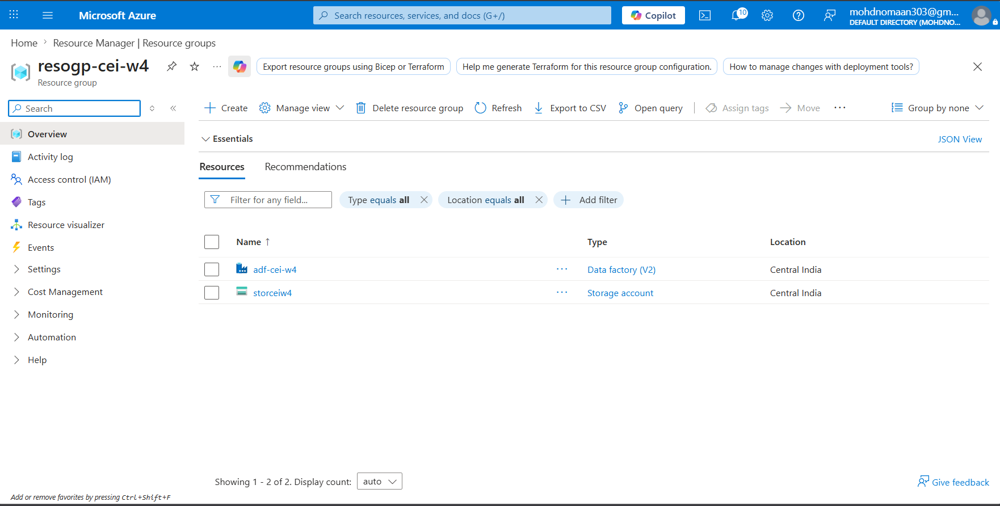 Microsoft Azure
Search resources, services, and docs (G+/)
Copilot
10
mohdnomaan303@gm...
DEFAULT DIRECTORY (MOHDNO...
Home > Resource Manager | Resource groups
resogp-cei-w4
Resource group
Export resource groups using Bicep or Terraform
Help me generate Terraform for this resource group configuration.
How to manage changes with deployment tools?
Search
Create
Manage view
Delete resource group
Refresh
Export to CSV
Open query
Assign tags
Move
Group by none
Overview
Activity log
Access control (IAM)
Tags
Resource visualizer
Events
Settings
Cost Management
Monitoring
Automation
Help
Essentials
JSON View
Resources
Recommendations
Filter for any field...
Type equals all
Location equals all
Add filter
Name ↑ Type Location
adf-cei-w4 Data factory (V2) Central India
storceiw4 Storage account Central India
Showing 1 - 2 of 2. Display count: auto
Give feedback
Add or remove favorites by pressing Ctrl+Shift+F